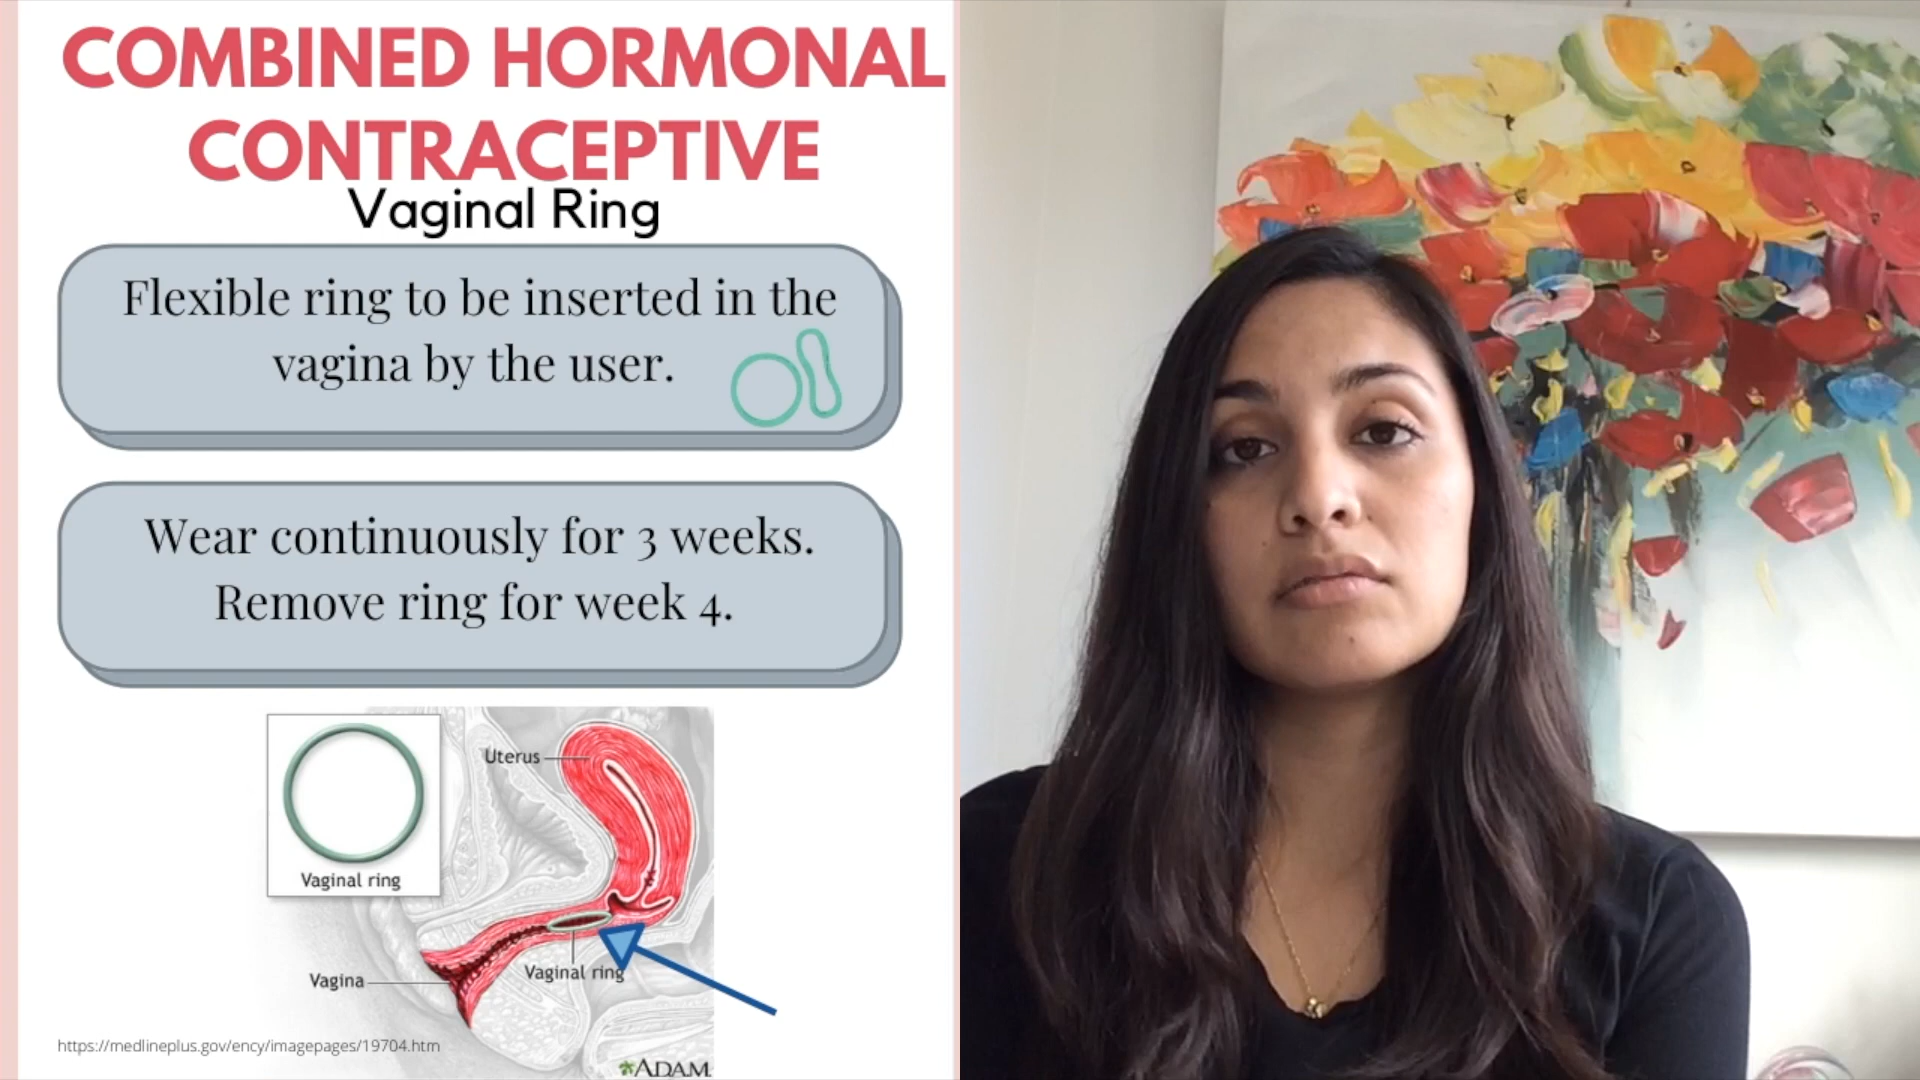 COMBINED HORMONAL
CONTRACEPTIVE
Vaginal Ring
Flexible ring to be inserted in the
vagina by the user.
Wear continuously for 3 weeks.
Remove ring for week 4.
Uterus
Vaginal ring
Vaginal ring
Vagina
https://medlineplus.gov/ency/imagepages/19704.htm
ADAM